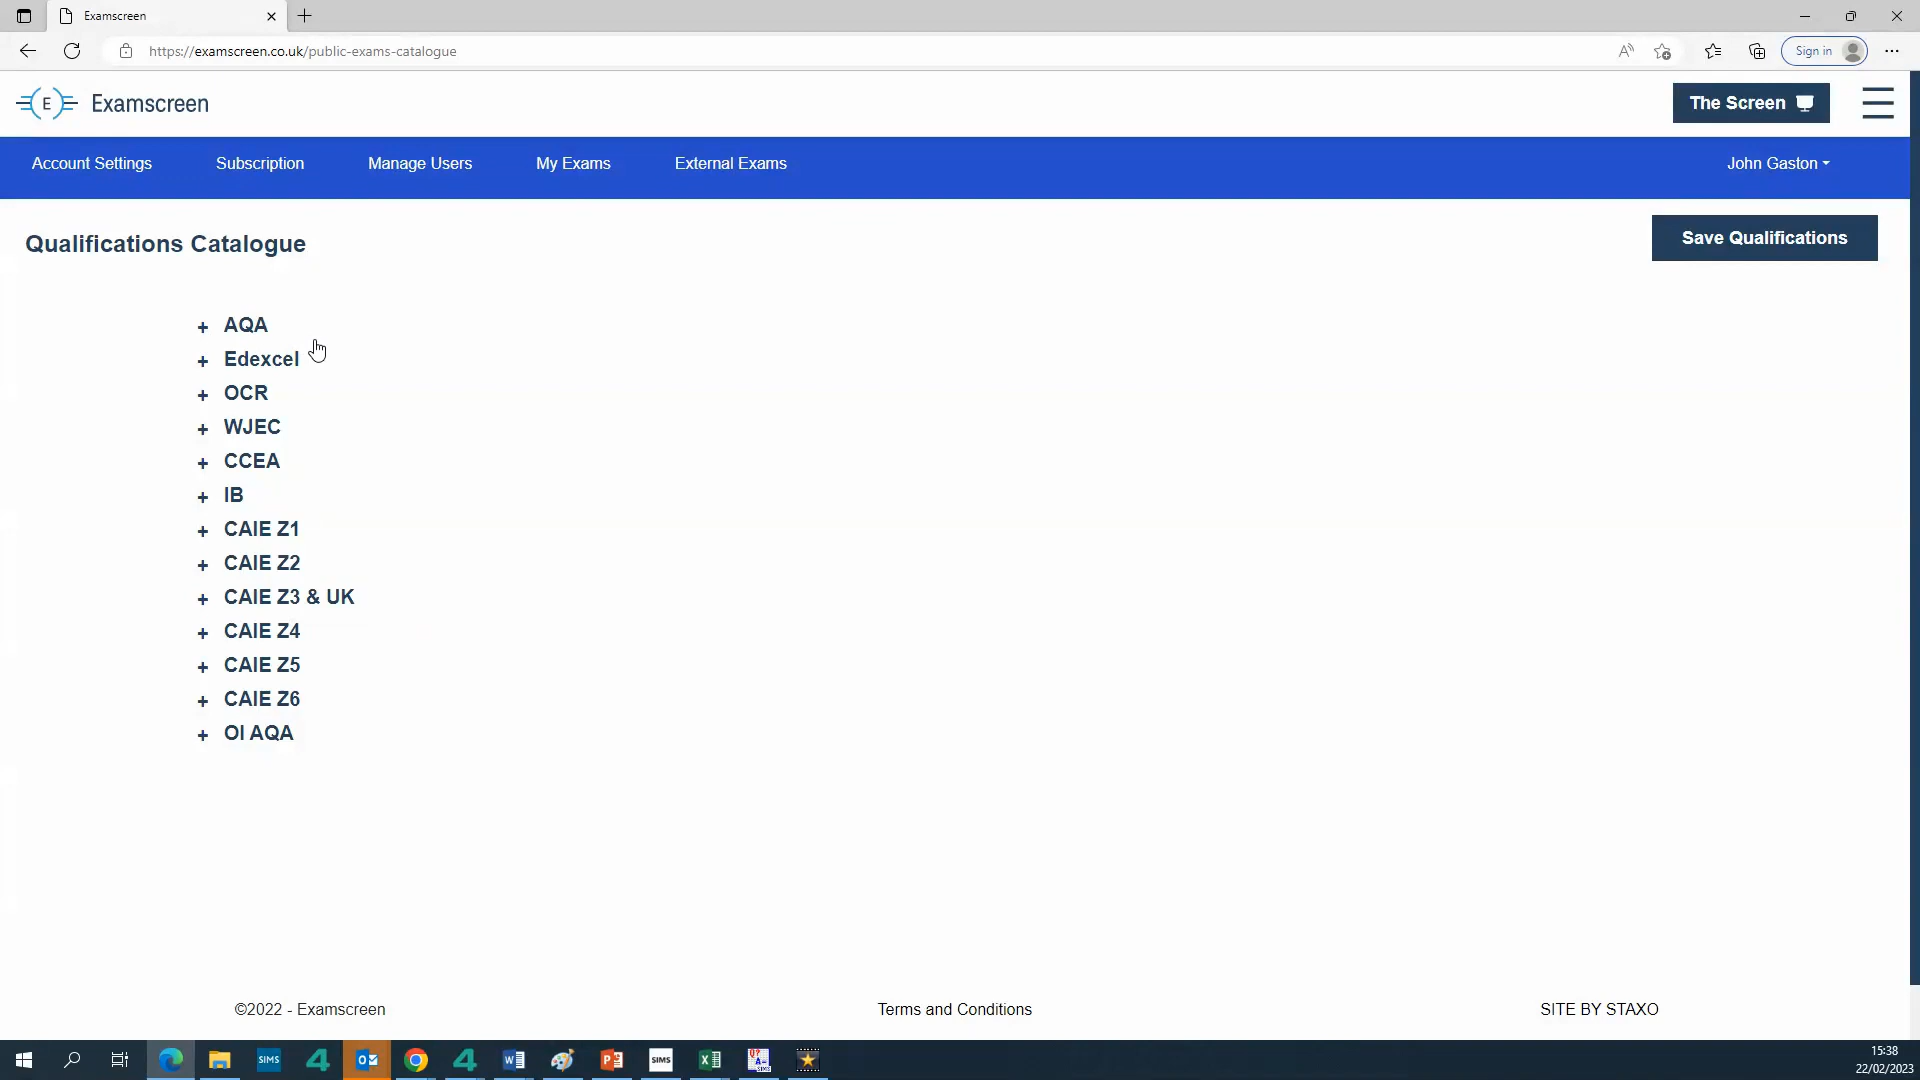 Examscreen
https://examscreen.co.uk/public-exams-catalogue
Sign in
E Examscreen
The Screen
Account Settings
Subscription
Manage Users
My Exams
External Exams
John Gaston
Qualifications Catalogue
Save Qualifications
+ AQA
+ Edexcel
+ OCR
+ WJEC
+ CCEA
+ IB
+ CAIE Z1
+ CAIE Z2
+ CAIE Z3 & UK
+ CAIE Z4
+ CAIE Z5
+ CAIE Z6
+ OI AQA
©2022 - Examscreen
Terms and Conditions
SITE BY STAXO
SIMS
SIMS
15:38
22/02/2023